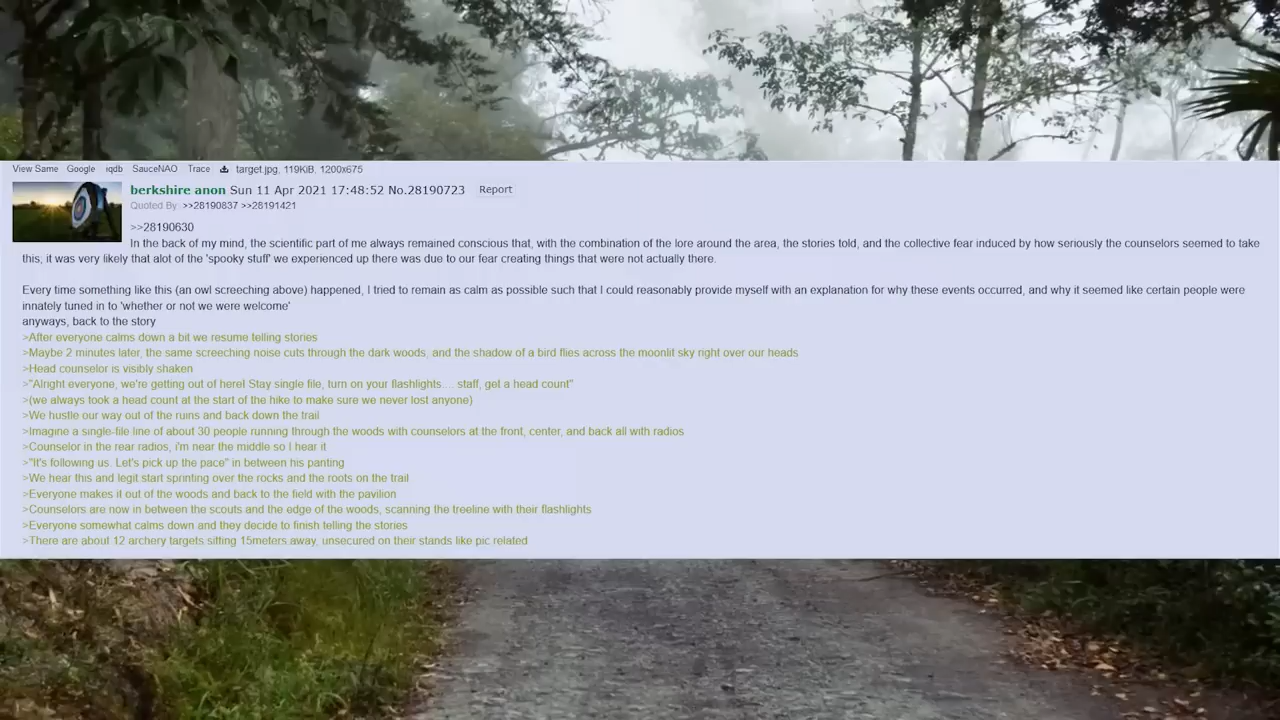 View Same Google iqdb SauceNAO Trace target.jpg, 119KiB, 1200x675
berkshire anon Sun 11 Apr 2021 17:48:52 No.28190723 Report
Quoted By: >>28190837 >>28191421
>>28190630
In the back of my mind, the scientific part of me always remained conscious that, with the combination of the lore around the area, the stories told, and the collective fear induced by how seriously the counselors seemed to take
this, it was very likely that alot of the 'spooky stuff' we experienced up there was due to our fear creating things that were not actually there.
Every time something like this (an owl screeching above) happened, I tried to remain as calm as possible such that I could reasonably provide myself with an explanation for why these events occurred, and why it seemed like certain people were
innately tuned in to 'whether or not we were welcome'
anyways, back to the story
>After everyone calms down a bit we resume telling stories
>Maybe 2 minutes later, the same screeching noise cuts through the dark woods, and the shadow of a bird flies across the moonlit sky right over our heads
>Head counselor is visibly shaken
>"Alright everyone, we're getting out of here! Stay single file, turn on your flashlights.... staff, get a head count"
>(we always took a head count at the start of the hike to make sure we never lost anyone)
>We hustle our way out of the ruins and back down the trail
>Imagine a single-file line of about 30 people running through the woods with counselors at the front, center, and back all with radios
>Counselor in the rear radios, i'm near the middle so I hear it
>"It's following us. Let's pick up the pace" in between his panting
>We hear this and legit start sprinting over the rocks and the roots on the trail
>Everyone makes it out of the woods and back to the field with the pavilion
>Counselors are now in between the scouts and the edge of the woods, scanning the treeline with their flashlights
>Everyone somewhat calms down and they decide to finish telling the stories
>There are about 12 archery targets sitting 15meters away, unsecured on their stands like pic related